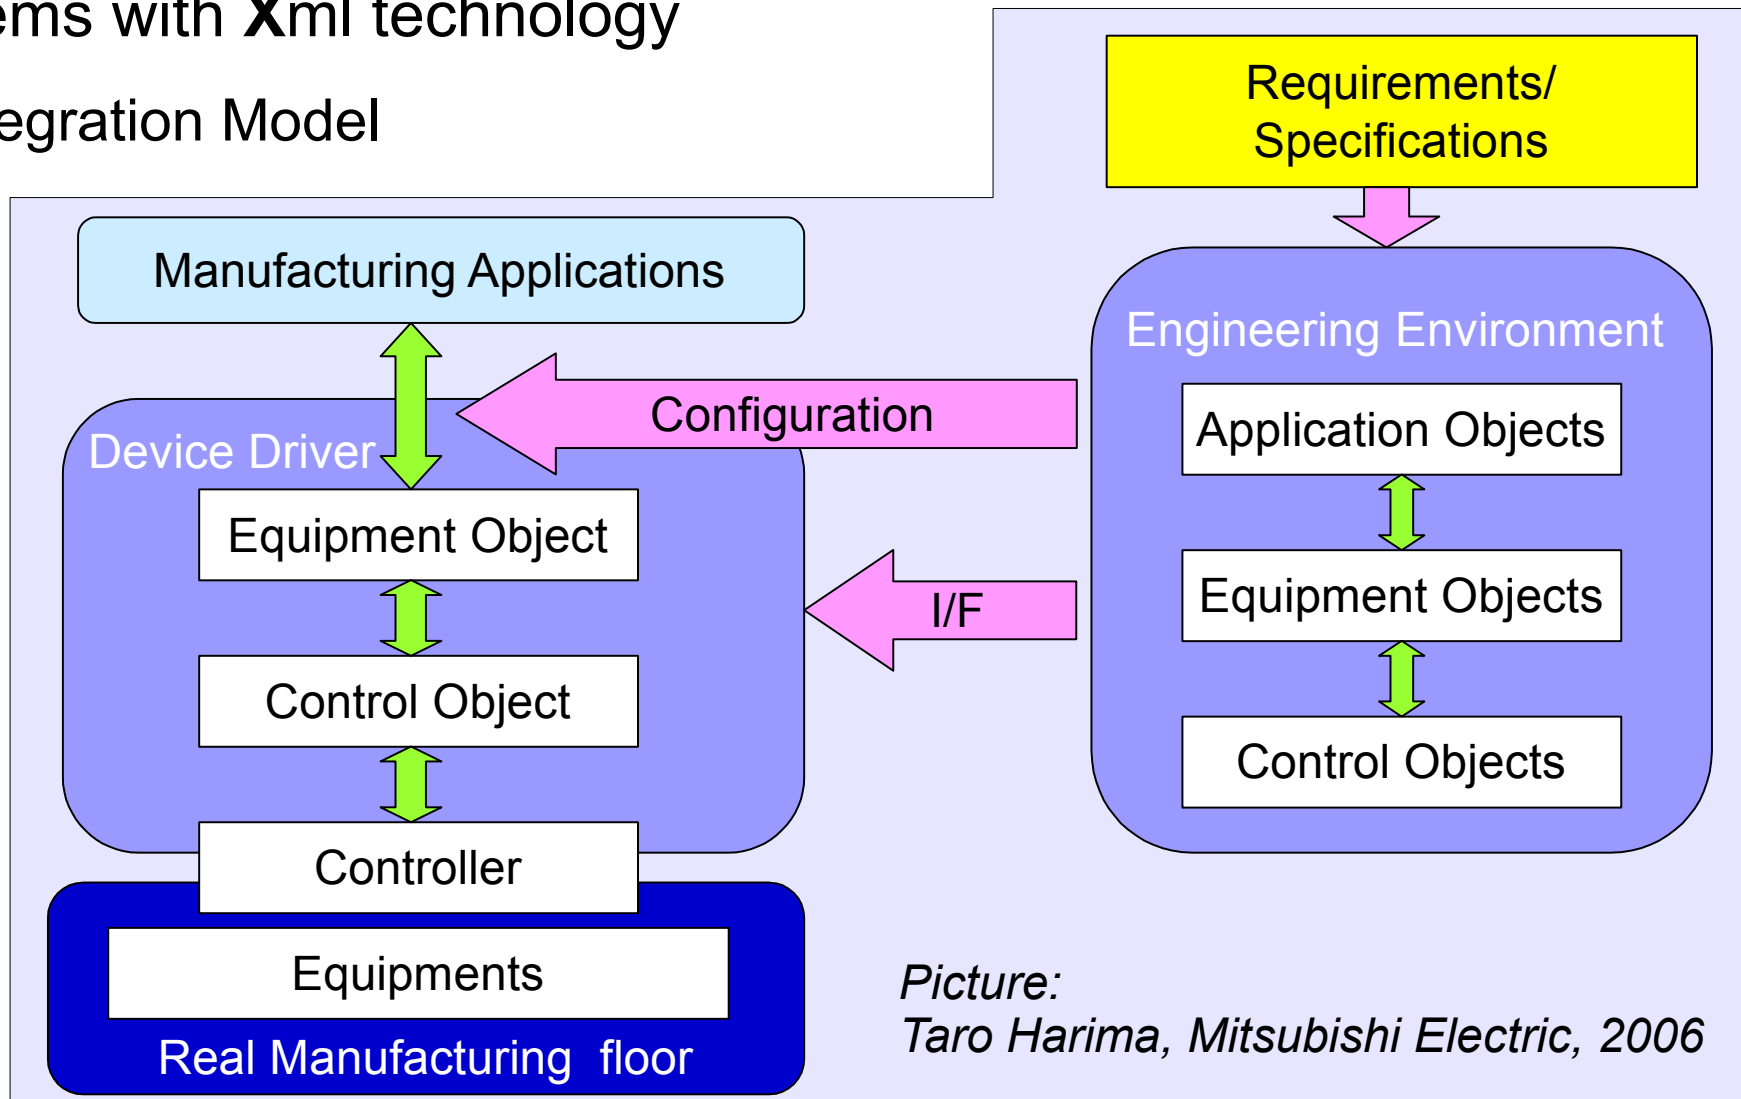 ems with Xml technology
egration Model
Requirements/
Specifications
Manufacturing Applications
Engineering Environment
Configuration
Application Objects
Device Driver
Equipment Object
I/F
Equipment Objects
Control Object
Control Objects
Controller
Equipments
Real Manufacturing floor
Picture:
Taro Harima, Mitsubishi Electric, 2006